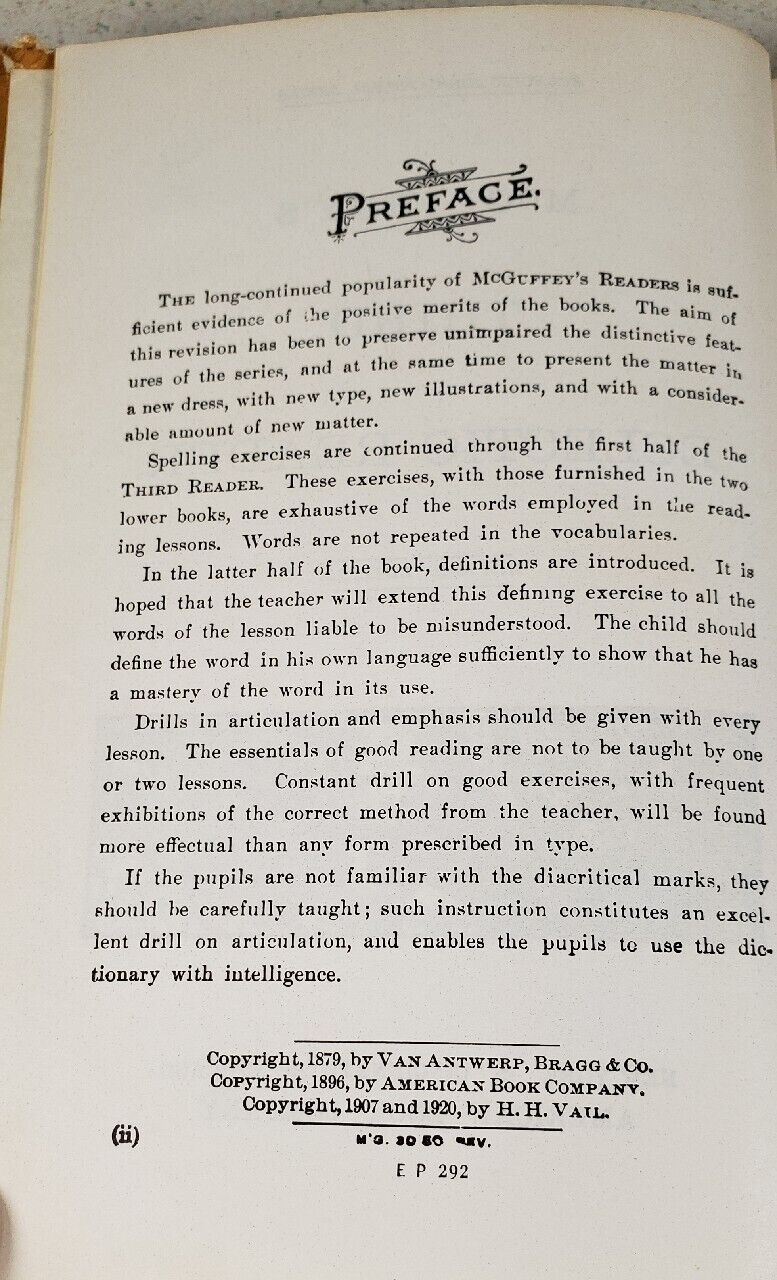 PREFACE.
THE long-continued popularity of McGUFFEY'S READERS is suf-
ficient evidence of the positive merits of the books. The aim of
this revision has been to preserve unimpaired the distinctive feat-
ures of the series, and at the same time to present the matter in
a new dress, with new type, new illustrations, and with a consider-
able amount of new matter.
Spelling exercises are continued through the first half of the
THIRD READER. These exercises, with those furnished in the two
lower books, are exhaustive of the words employed in the read-
ing lessons. Words are not repeated in the vocabularies.
In the latter half of the book, definitions are introduced. It is
hoped that the teacher will extend this defining exercise to all the
words of the lesson liable to be misunderstood. The child should
define the word in his own language sufficiently to show that he has
a mastery of the word in its use.
Drills in articulation and emphasis should be given with every
lesson. The essentials of good reading are not to be taught by one
or two lessons. Constant drill on good exercises, with frequent
exhibitions of the correct method from the teacher, will be found
more effectual than any form prescribed in type.
If the pupils are not familiar with the diacritical marks, they
should be carefully taught; such instruction constitutes an excel-
lent drill on articulation, and enables the pupils to use the dic-
tionary with intelligence.
Copyright, 1879, by VAN ANTWERP, BRAGG & CO.
Copyright, 1896, by AMERICAN BOOK COMPANY.
Copyright, 1907 and 1920, by H. H. VAIL.
(ii)
M'G. 3D EC REV.
E P 292